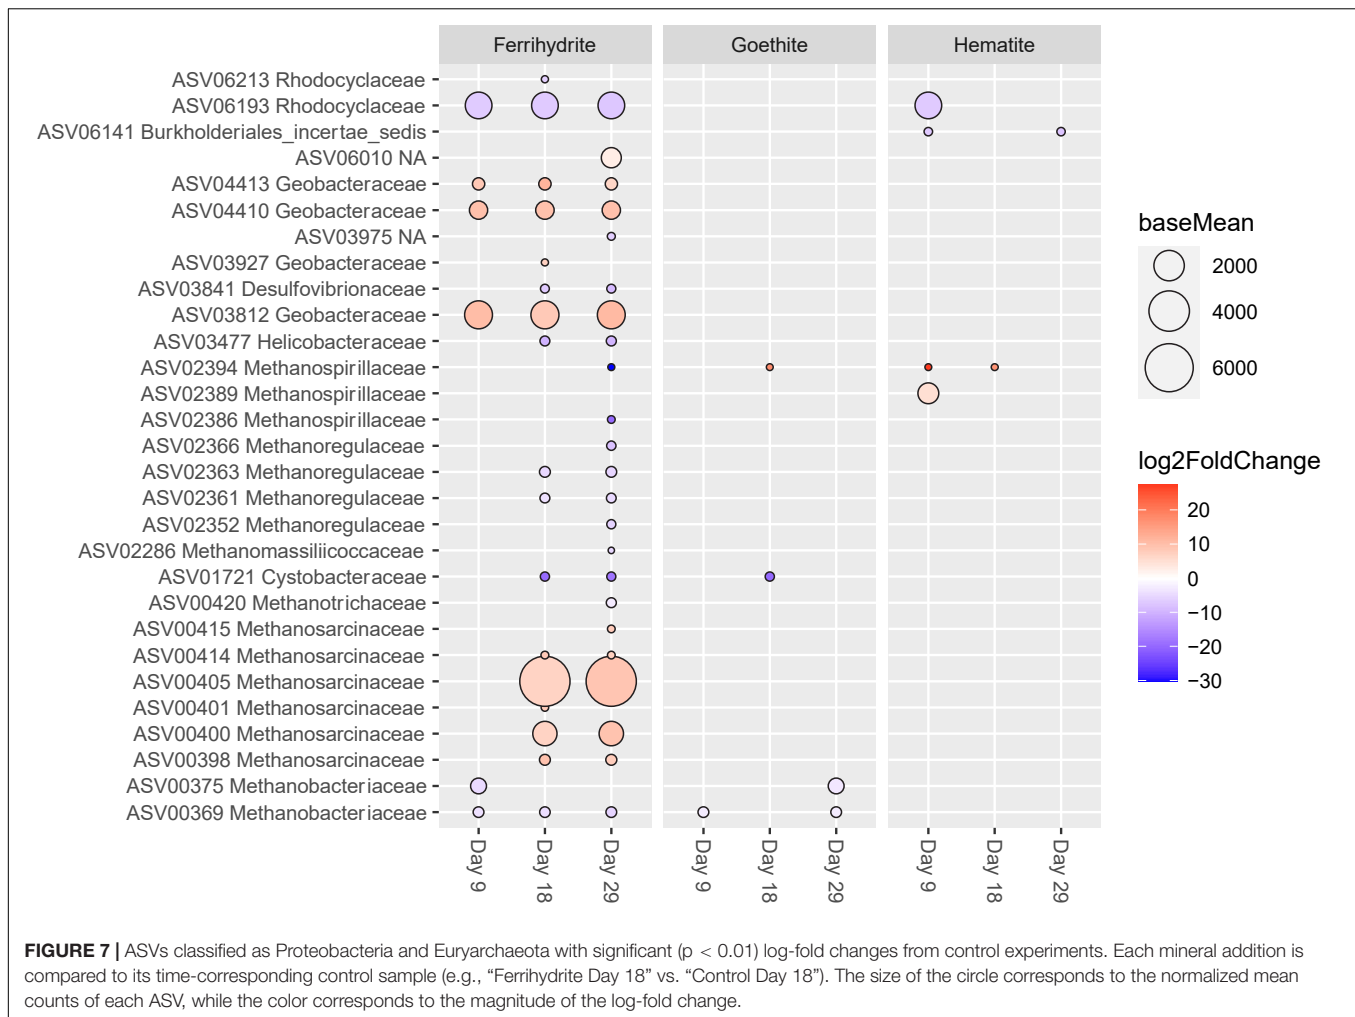 Ferrihydrite Goethite Hematite
ASV06213 Rhodocyclaceae
ASV06193 Rhodocyclaceae
ASV06141 Burkholderiales_incertae_sedis
ASV06010 NA
ASV04413 Geobacteraceae
ASV04410 Geobacteraceae
ASV03975 NA
ASV03927 Geobacteraceae
ASV03841 Desulfovibrionaceae
ASV03812 Geobacteraceae
ASV03477 Helicobacteraceae
ASV02394 Methanospirillaceae
ASV02389 Methanospirillaceae
ASV02386 Methanospirillaceae
ASV02366 Methanoregulaceae
ASV02363 Methanoregulaceae
ASV02361 Methanoregulaceae
ASV02352 Methanoregulaceae
ASV02286 Methanomassiliicoccaceae
ASV01721 Cystobacteraceae
ASV00420 Methanotrichaceae
ASV00415 Methanosarcinaceae
ASV00414 Methanosarcinaceae
ASV00405 Methanosarcinaceae
ASV00401 Methanosarcinaceae
ASV00400 Methanosarcinaceae
ASV00398 Methanosarcinaceae
ASV00375 Methanobacteriaceae
ASV00369 Methanobacteriaceae
Day 9 Day 18 Day 29 Day 9 Day 18 Day 29 Day 9 Day 18 Day 29
baseMean
2000
4000
6000
log2FoldChange
20
10
0
−10
−20
−30
FIGURE 7 | ASVs classified as Proteobacteria and Euryarchaeota with significant (p < 0.01) log-fold changes from control experiments. Each mineral addition is
compared to its time-corresponding control sample (e.g., “Ferrihydrite Day 18” vs. “Control Day 18”). The size of the circle corresponds to the normalized mean
counts of each ASV, while the color corresponds to the magnitude of the log-fold change.